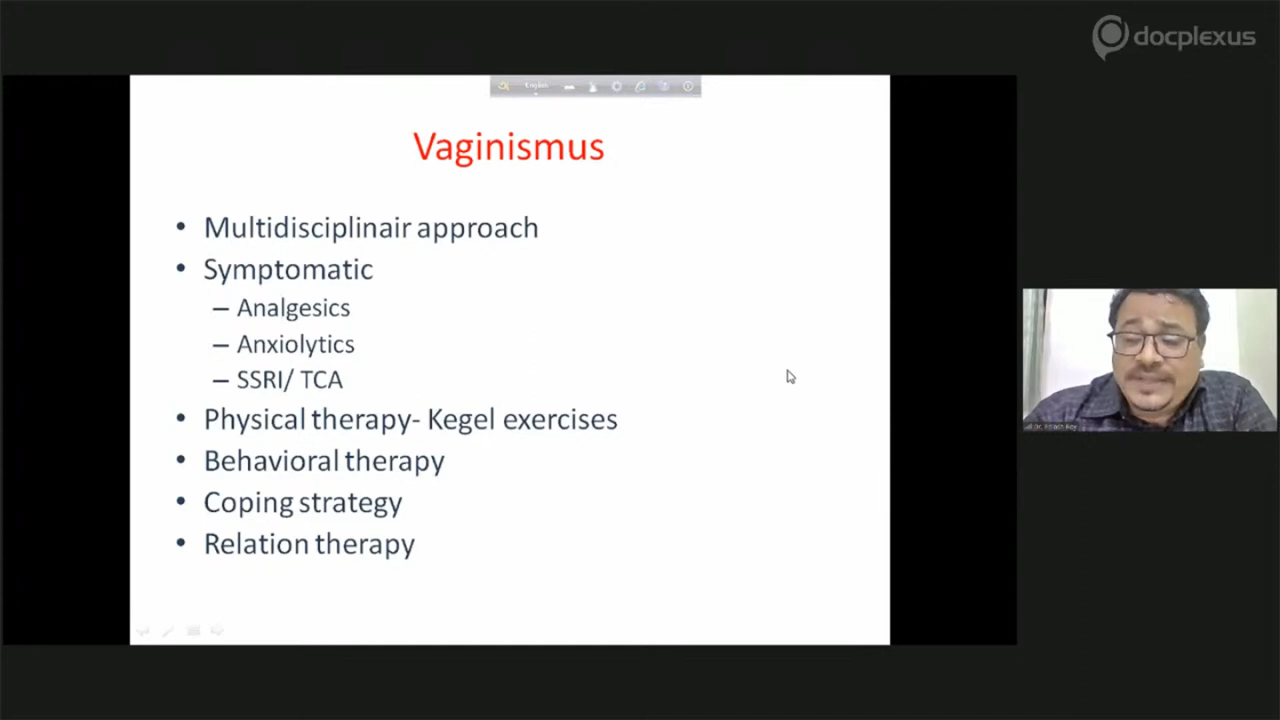 docplexus
English
Vaginismus
• Multidisciplinair approach
• Symptomatic
– Analgesics
– Anxiolytics
– SSRI/ TCA
• Physical therapy- Kegel exercises
• Behavioral therapy
• Coping strategy
• Relation therapy